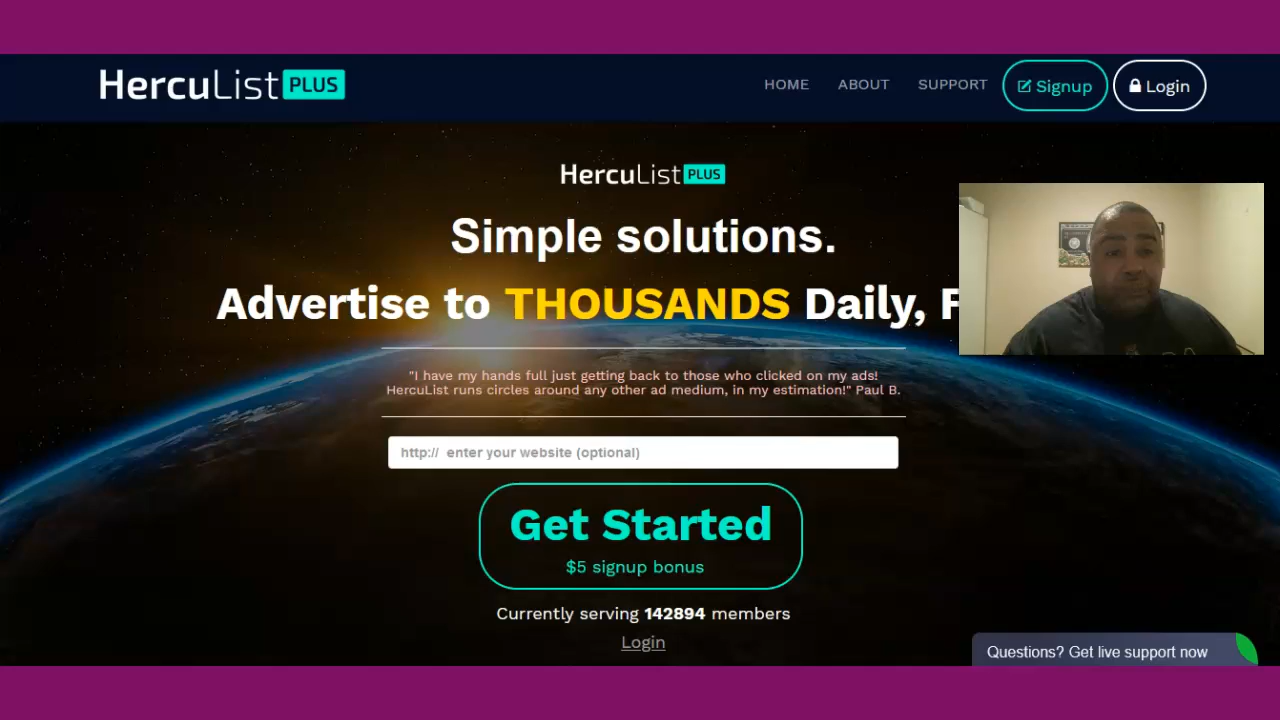 HercuList PLUS
HOME ABOUT SUPPORT Signup Login
HercuList PLUS
Simple solutions.
Advertise to THOUSANDS Daily, F
"I have my hands full just getting back to those who clicked on my ads!
HercuList runs circles around any other ad medium, in my estimation!" Paul B.
http:// enter your website (optional)
Get Started
$5 signup bonus
Currently serving 142894 members
Login
Questions? Get live support now